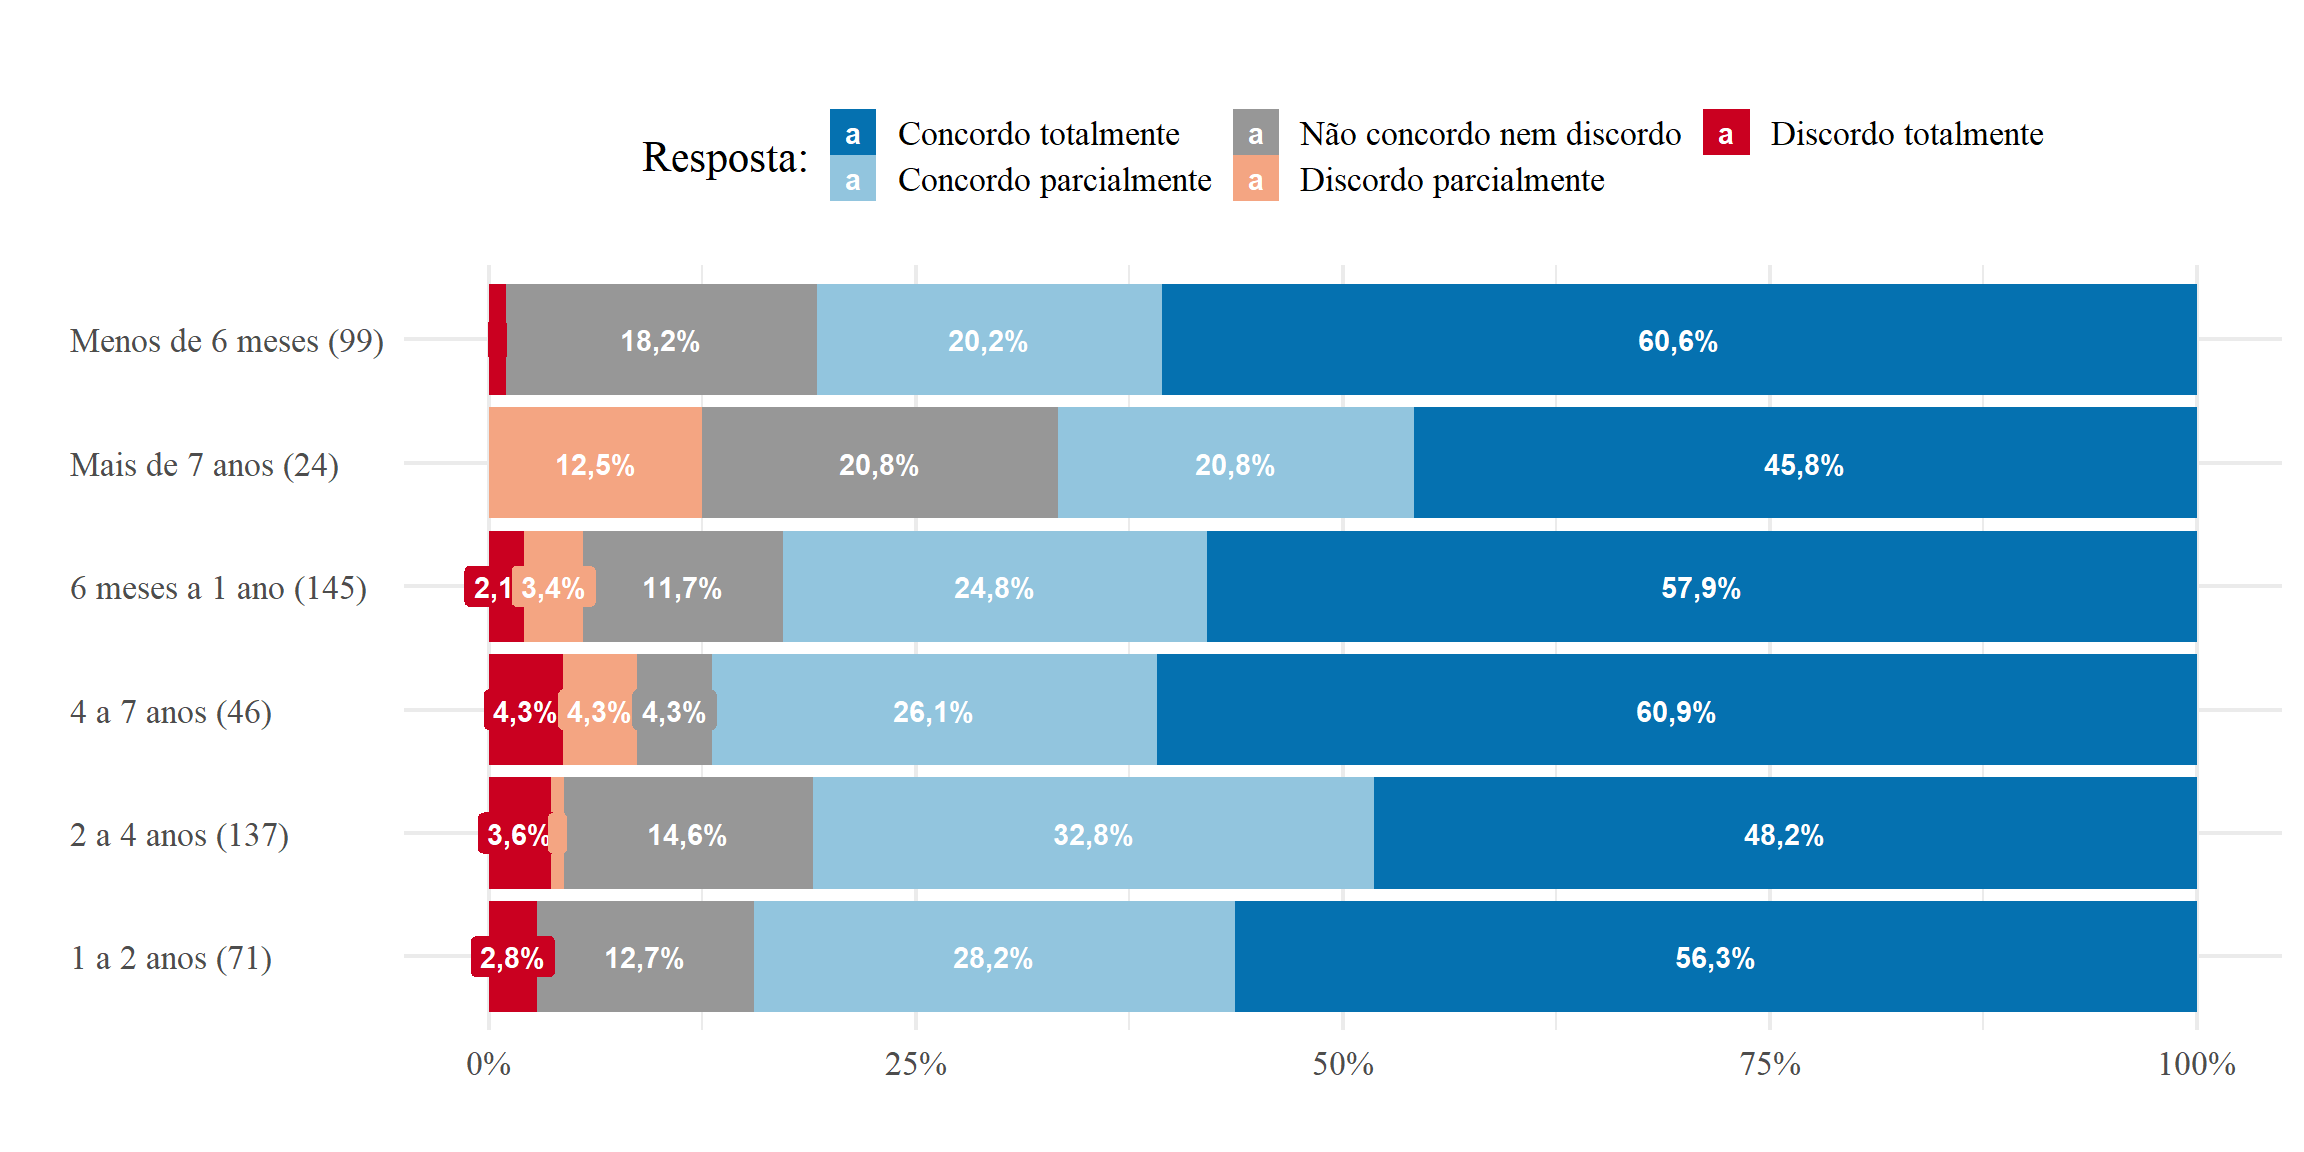 Resposta: a Concordo totalmente a Não concordo nem discordo a Discordo totalmente
a Concordo parcialmente a Discordo parcialmente
Menos de 6 meses (99) 18,2% 20,2% 60,6%
Mais de 7 anos (24) 12,5% 20,8% 20,8% 45,8%
6 meses a 1 ano (145) 2,1 3,4% 11,7% 24,8% 57,9%
4 a 7 anos (46) 4,3% 4,3% 4,3% 26,1% 60,9%
2 a 4 anos (137) 3,6% 14,6% 32,8% 48,2%
1 a 2 anos (71) 2,8% 12,7% 28,2% 56,3%
0% 25% 50% 75% 100%